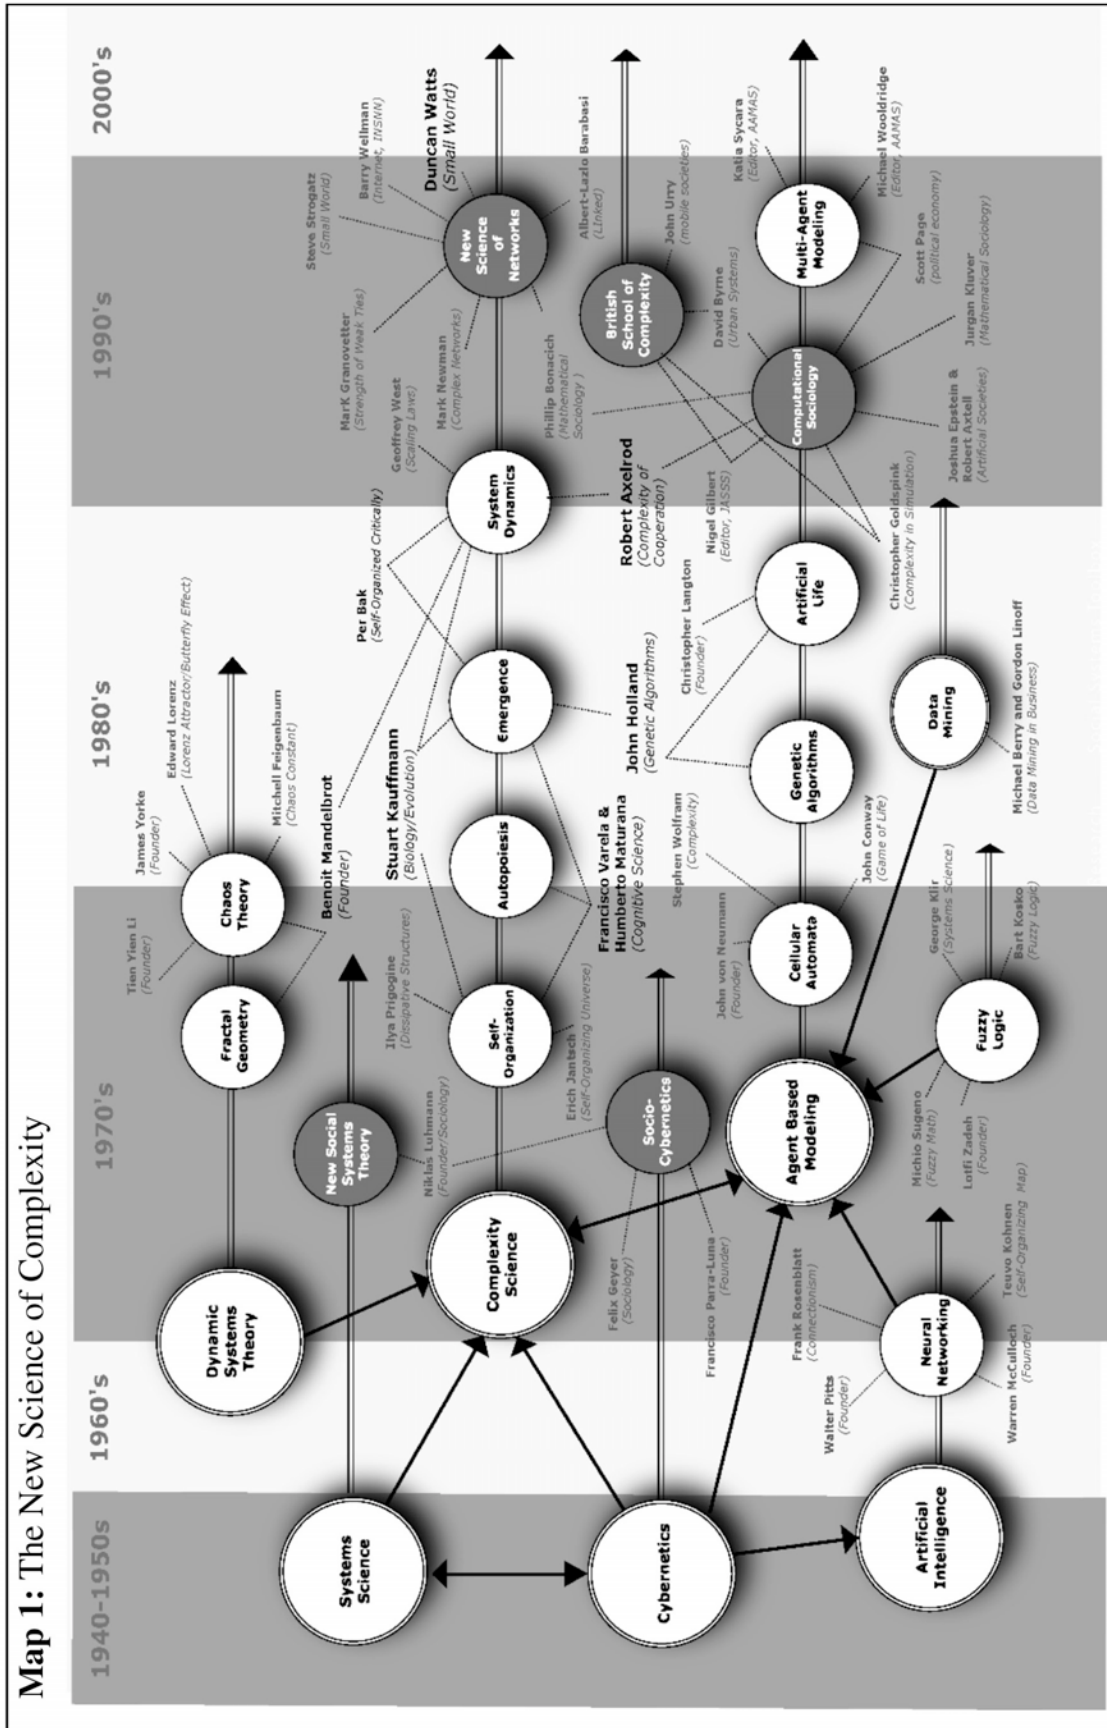 Map 1: The New Science of Complexity
1940-1950s
1960's
1970's
1980's
1990's
2000's
Dynamic
Systems
Theory
Fractal
Geometry
Chaos
Theory
Tien Yien Li
(Founder)
James Yorke
(Founder)
Edward Lorenz
(Lorenz Attractor/Butterfly Effect)
Mitchell Feigenbaum
(Chaos Constant)
Benoit Mandelbrot
(Founder)
Systems
Science
New Social
Systems
Theory
Niklas Luhmann
(Founder/Sociology)
Complexity
Science
Self-
Organization
Autopoiesis
Emergence
System
Dynamics
New
Science
of
Networks
Ilya Prigogine
(Dissipative Structures)
Erich Jantsch
(Self-Organizing Universe)
Stuart Kauffmann
(Biology/Evolution)
Per Bak
(Self-Organized Critically)
Francisco Varela &
Humberto Maturana
(Cognitive Science)
John Holland
(Genetic Algorithms)
Geoffrey West
(Scaling Laws)
MarK Granovetter
(Strength of Weak Ties)
Mark Newman
(Complex Networks)
Steve Strogatz
(Small World)
Barry Wellman
(Internet, INSNN)
Duncan Watts
(Small World)
Albert-Lazlo Barabasi
(LInked)
Phillip Bonacich
(Mathematical
Sociology )
Robert Axelrod
(Complexity of
Cooperation)
British
School of
Complexity
John Urry
(mobile societies)
David Byrne
(Urban Systems)
Nigel Gilbert
(Editor, JASSS)
Cybernetics
Socio-
Cybernetics
Felix Geyer
(Sociology)
Francisco Parra-Luna
(Founder)
Agent Based
Modeling
Cellular
Automata
Genetic
Algorithms
Artificial
Life
Computational
Sociology
Multi-Agent
Modeling
John von Neumann
(Founder)
Stephen Wolfram
(Complexity)
John Conway
(Game of Life)
Christopher Langton
(Founder)
Christopher Goldspink
(Complexity in Simulation)
Joshua Epstein &
Robert Axtell
(Artificial Societies)
Jurgan Kluver
(Mathematical Sociology)
Scott Page
(political economy)
Katia Sycara
(Editor, AAMAS)
Michael Wooldridge
(Editor, AAMAS)
Artificial
Intelligence
Neural
Networking
Walter Pitts
(Founder)
Frank Rosenblatt
(Connectionism)
Warren McCulloch
(Founder)
Teuvo Kohnen
(Self-Organizing Map)
Fuzzy
Logic
Michio Sugeno
(Fuzzy Math)
Lotfi Zadeh
(Founder)
George Klir
(Systems Science)
Bart Kosko
(Fuzzy Logic)
Data
Mining
Michael Berry and Gordon Linoff
(Data Mining in Business)